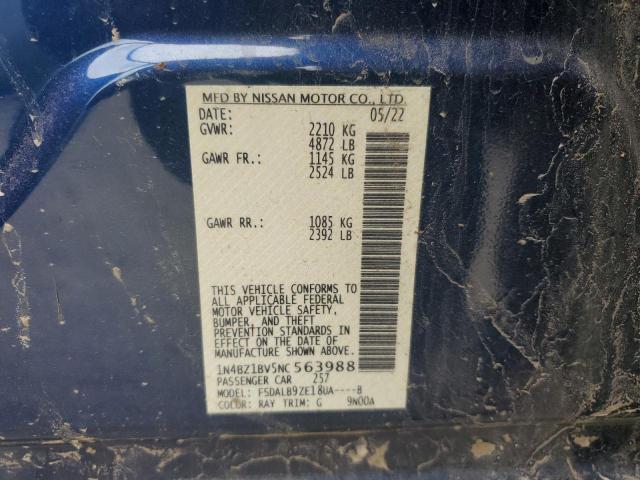 MFD BY NISSAN MOTOR CO., LTD.
DATE: 05/22
GVWR: 2210 KG
4872 LB
GAWR FR.: 1145 KG
2524 LB
GAWR RR.: 1085 KG
2392 LB
THIS VEHICLE CONFORMS TO
ALL APPLICABLE FEDERAL
MOTOR VEHICLE SAFETY,
BUMPER, AND THEFT
PREVENTION STANDARDS IN
EFFECT ON THE DATE OF
MANUFACTURE SHOWN ABOVE.
1N4BZ1BV5NC 563988
PASSENGER CAR 257
MODEL: FSDALB9ZE18UA----B
COLOR: RAY TRIM: G 9N00A